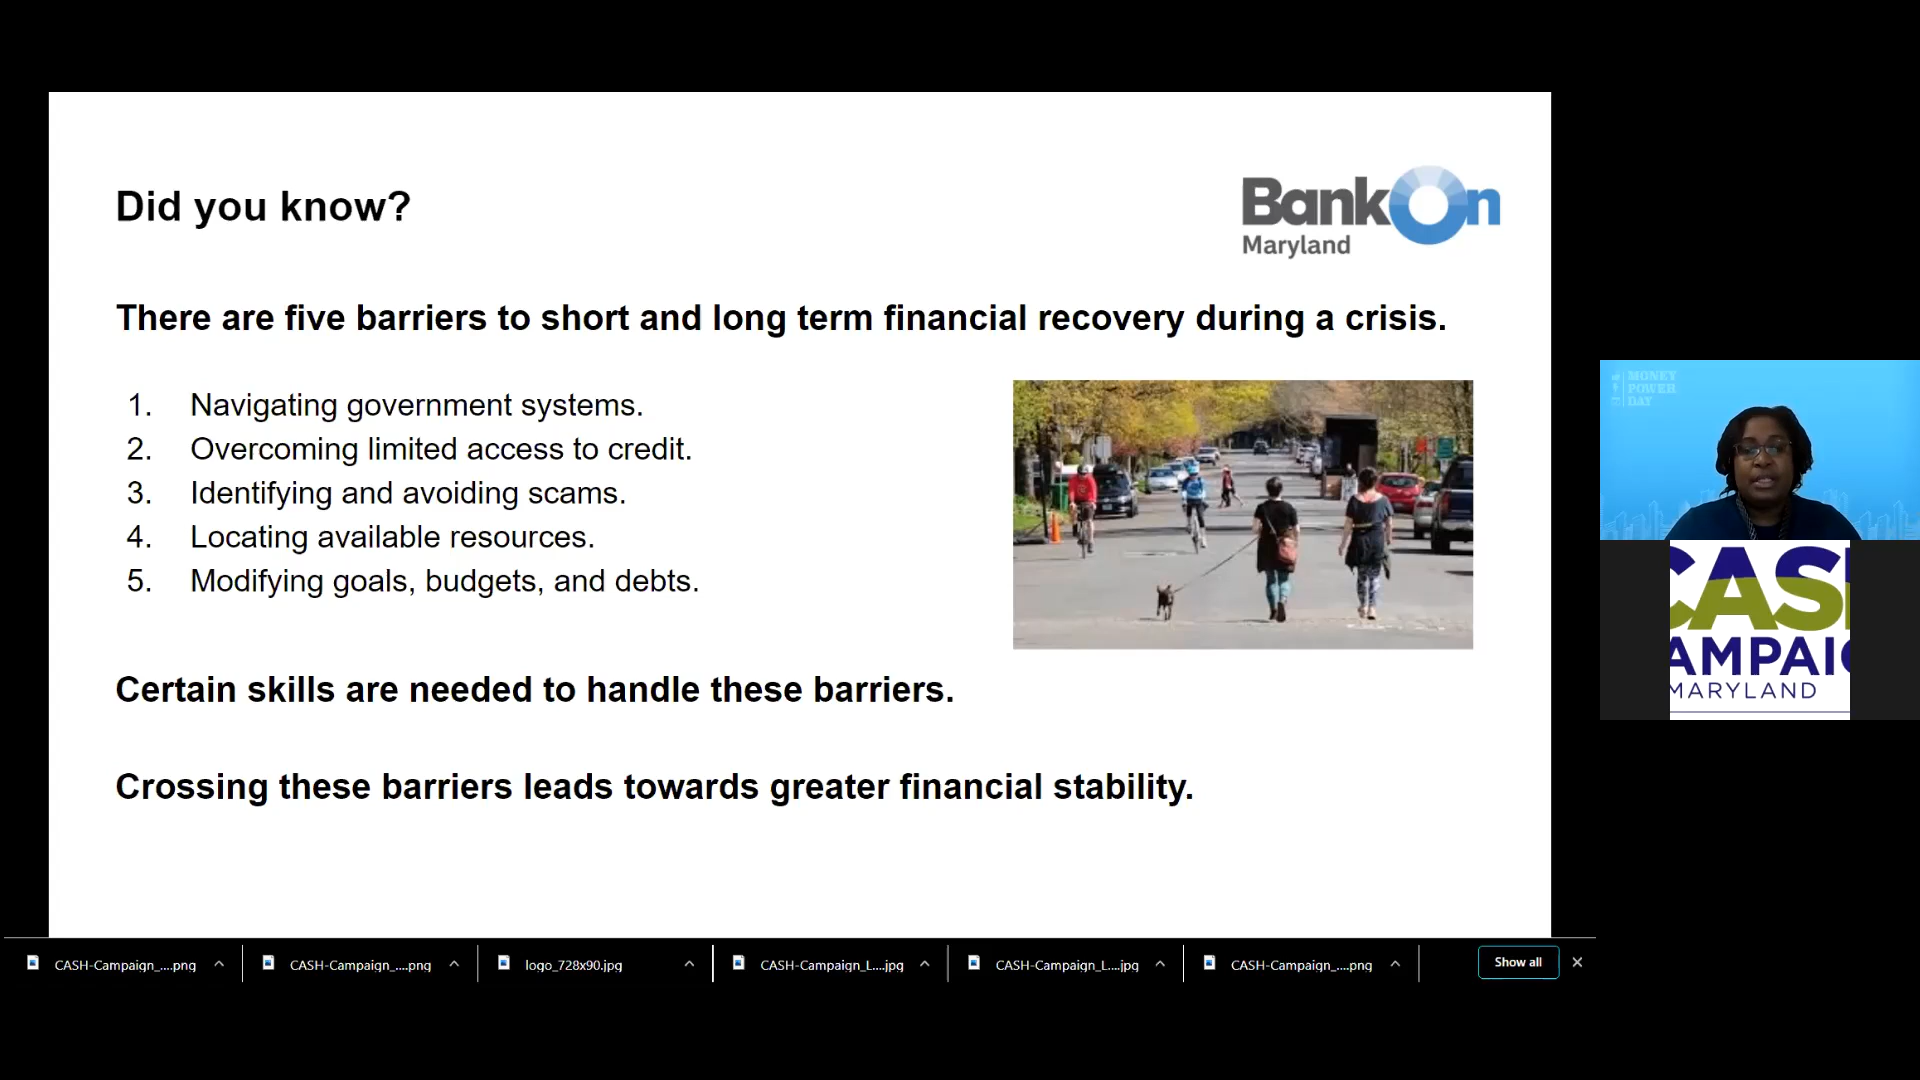 Did you know?
BankOn
Maryland
There are five barriers to short and long term financial recovery during a crisis.
1. Navigating government systems.
2. Overcoming limited access to credit.
3. Identifying and avoiding scams.
4. Locating available resources.
5. Modifying goals, budgets, and debts.
Certain skills are needed to handle these barriers.
Crossing these barriers leads towards greater financial stability.
MONEY
POWER
DAY
CASH
CAMPAIG
MARYLAND
CASH-Campaign_....png
CASH-Campaign_....png
logo_728x90.jpg
CASH-Campaign_L....jpg
CASH-Campaign_L....jpg
CASH-Campaign_....png
Show all